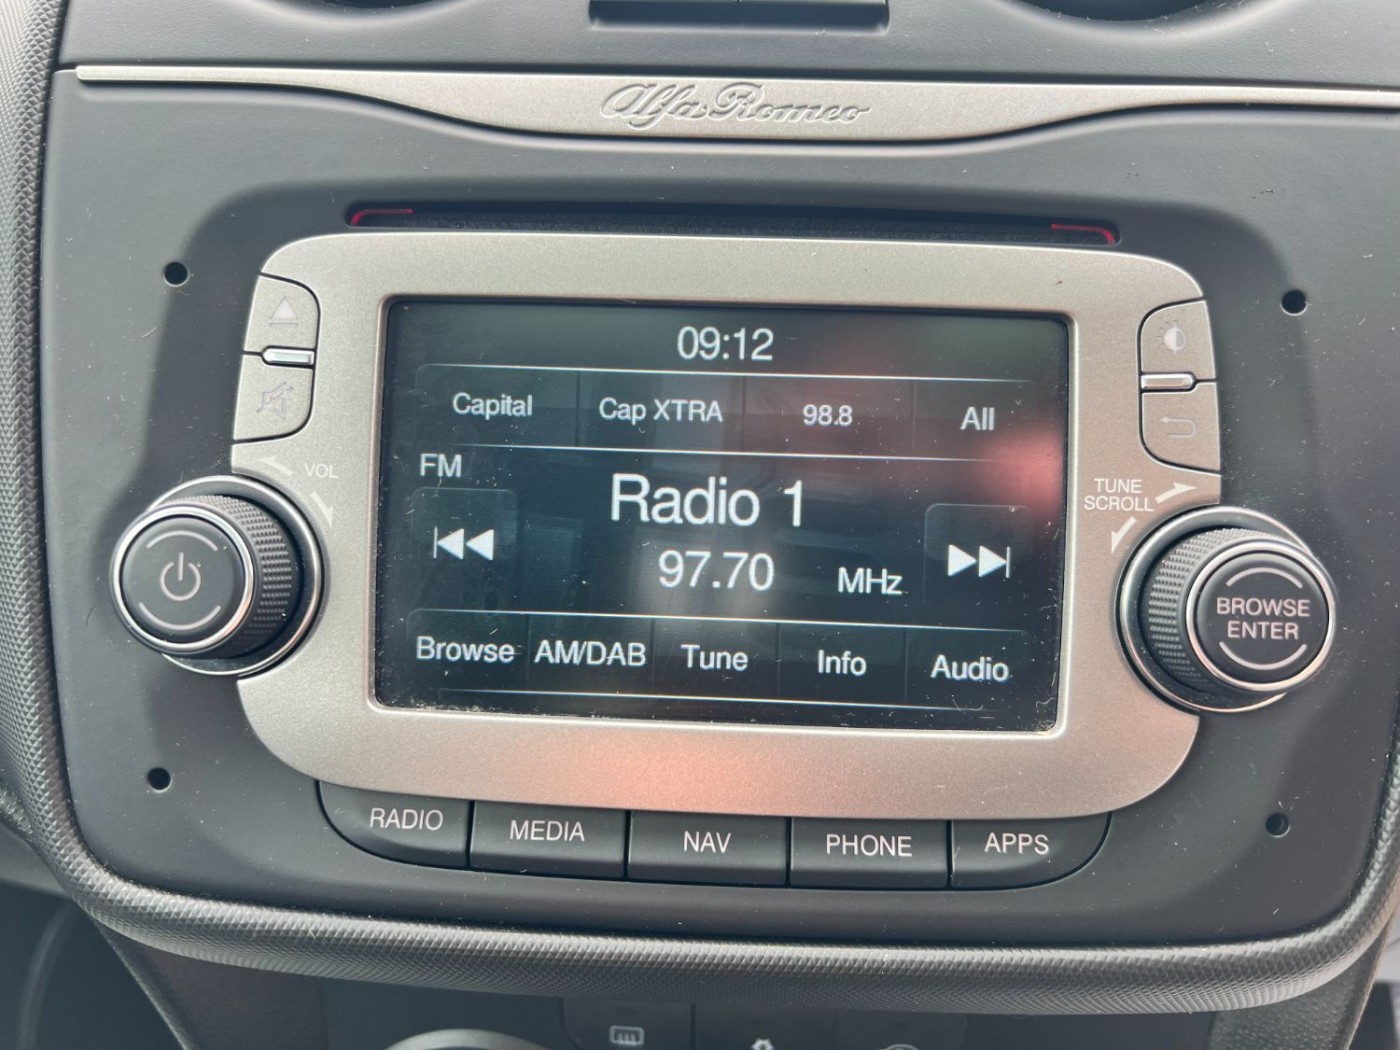 Alfa Romeo
09:12
Capital Cap XTRA 98.8 All
FM
Radio 1
97.70 MHz
Browse AM/DAB Tune Info Audio
VOL
TUNE
SCROLL
BROWSE
ENTER
RADIO MEDIA NAV PHONE APPS